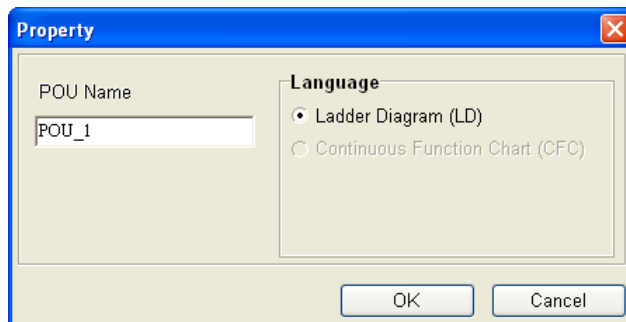 Property
POU Name
POU_1
Language
Ladder Diagram (LD)
Continuous Function Chart (CFC)
OK
Cancel